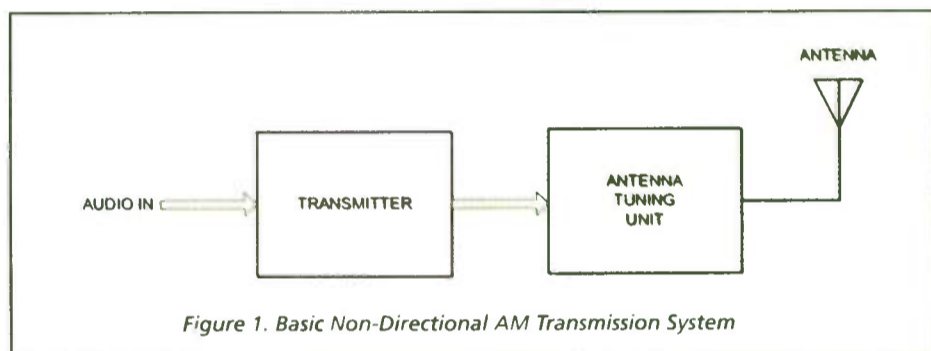 ANTENNA
AUDIO IN
TRANSMITTER
ANTENNA
TUNING
UNIT
Figure 1. Basic Non-Directional AM Transmission System